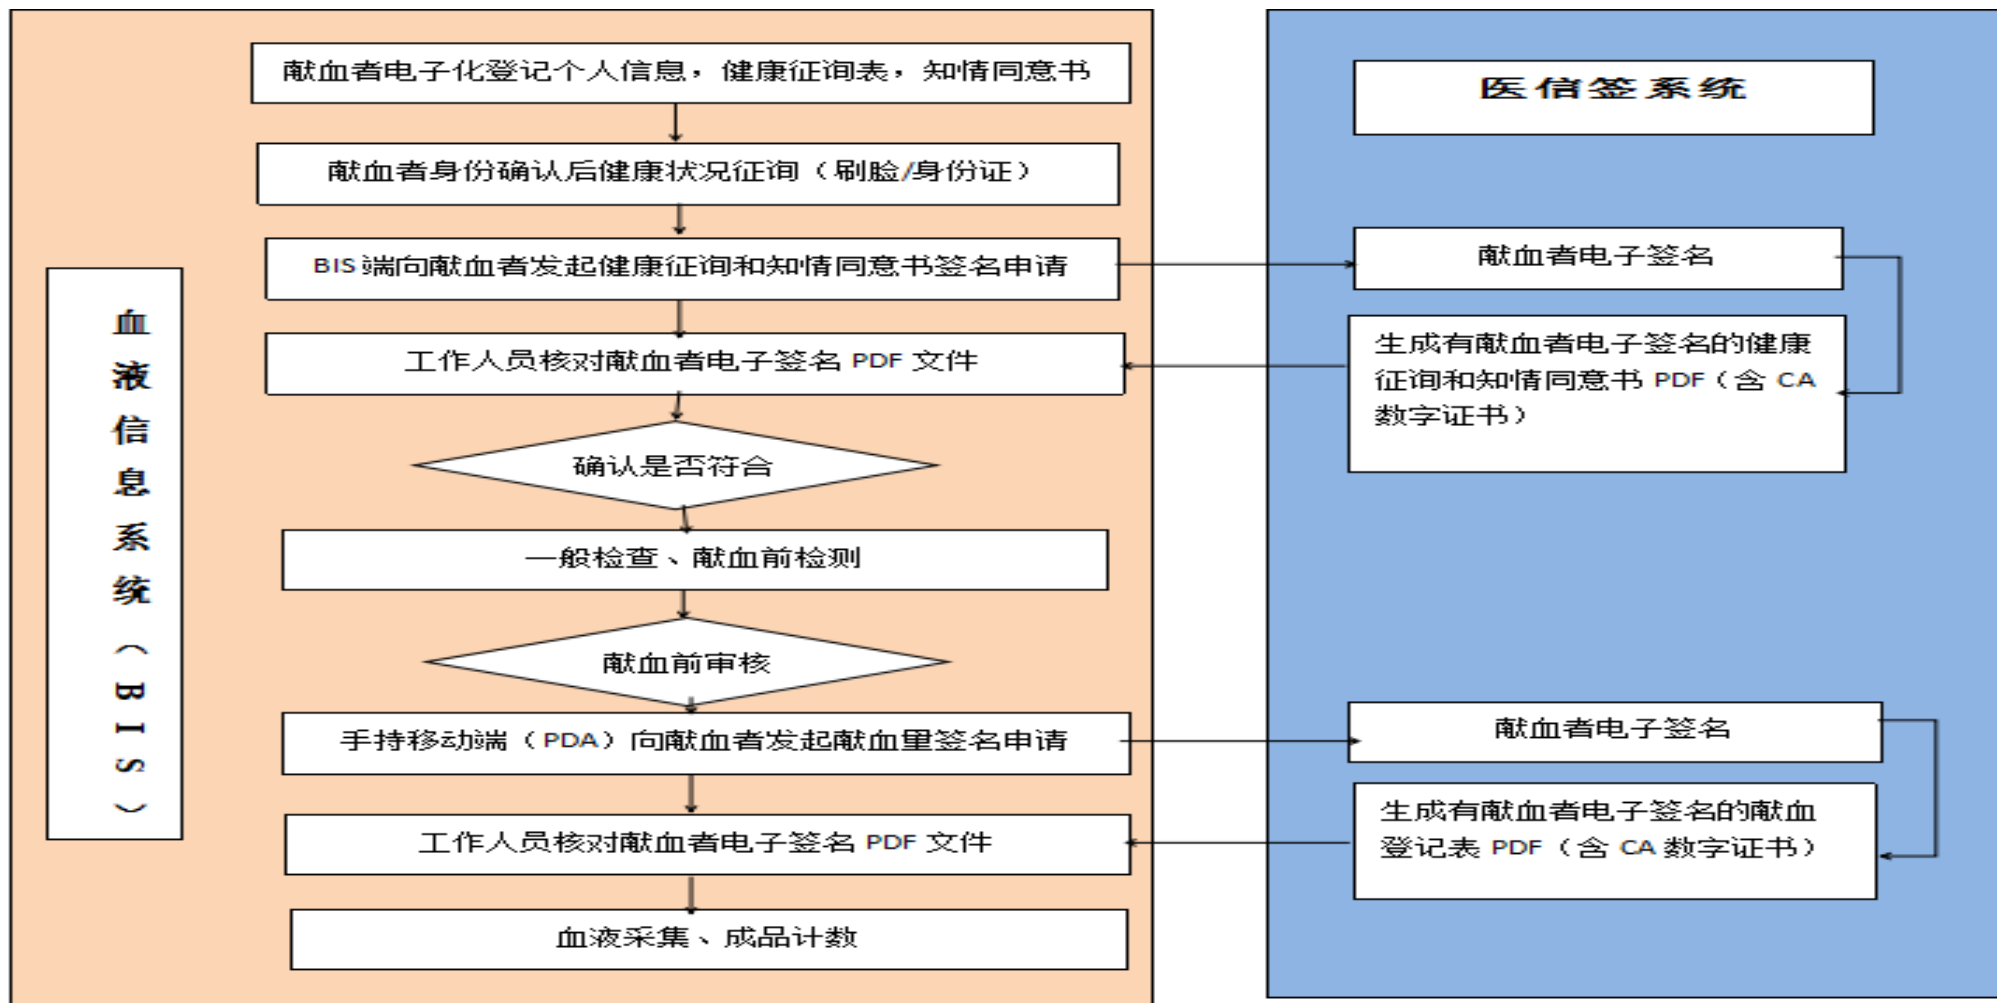 献血者电子化登记个人信息，健康征询表，知情同意书
献血者身份确认后健康状况征询（刷脸/身份证）
BIS 端向献血者发起健康征询和知情同意书签名申请
工作人员核对献血者电子签名 PDF 文件
确认是否符合
一般检查、献血前检测
献血前审核
手持移动端（PDA）向献血者发起献血量签名申请
工作人员核对献血者电子签名 PDF 文件
血液采集、成品计数
血
液
信
息
系
统
（
B
I
S
）
医信签系统
献血者电子签名
生成有献血者电子签名的健康
征询和知情同意书 PDF（含 CA
数字证书）
献血者电子签名
生成有献血者电子签名的献血
登记表 PDF（含 CA 数字证书）